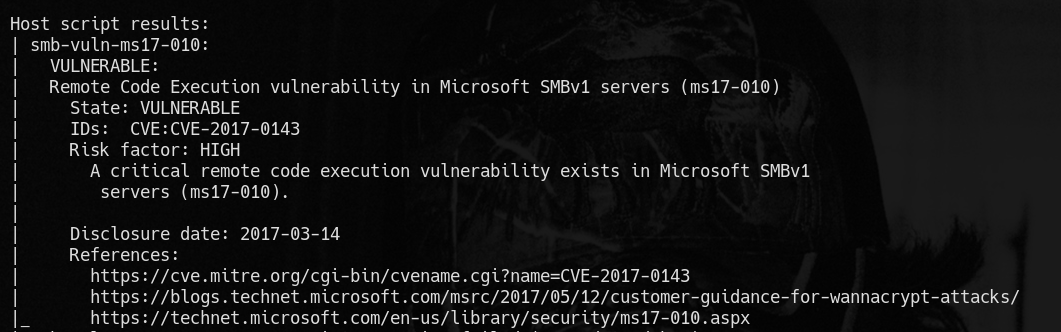 Host script results:
| smb-vuln-ms17-010:
|   VULNERABLE:
|   Remote Code Execution vulnerability in Microsoft SMBv1 servers (ms17-010)
|     State: VULNERABLE
|     IDs:  CVE:CVE-2017-0143
|     Risk factor: HIGH
|       A critical remote code execution vulnerability exists in Microsoft SMBv1
|        servers (ms17-010).
|
|     Disclosure date: 2017-03-14
|     References:
|       https://cve.mitre.org/cgi-bin/cvename.cgi?name=CVE-2017-0143
|       https://blogs.technet.microsoft.com/msrc/2017/05/12/customer-guidance-for-wannacrypt-attacks/
|_      https://technet.microsoft.com/en-us/library/security/ms17-010.aspx